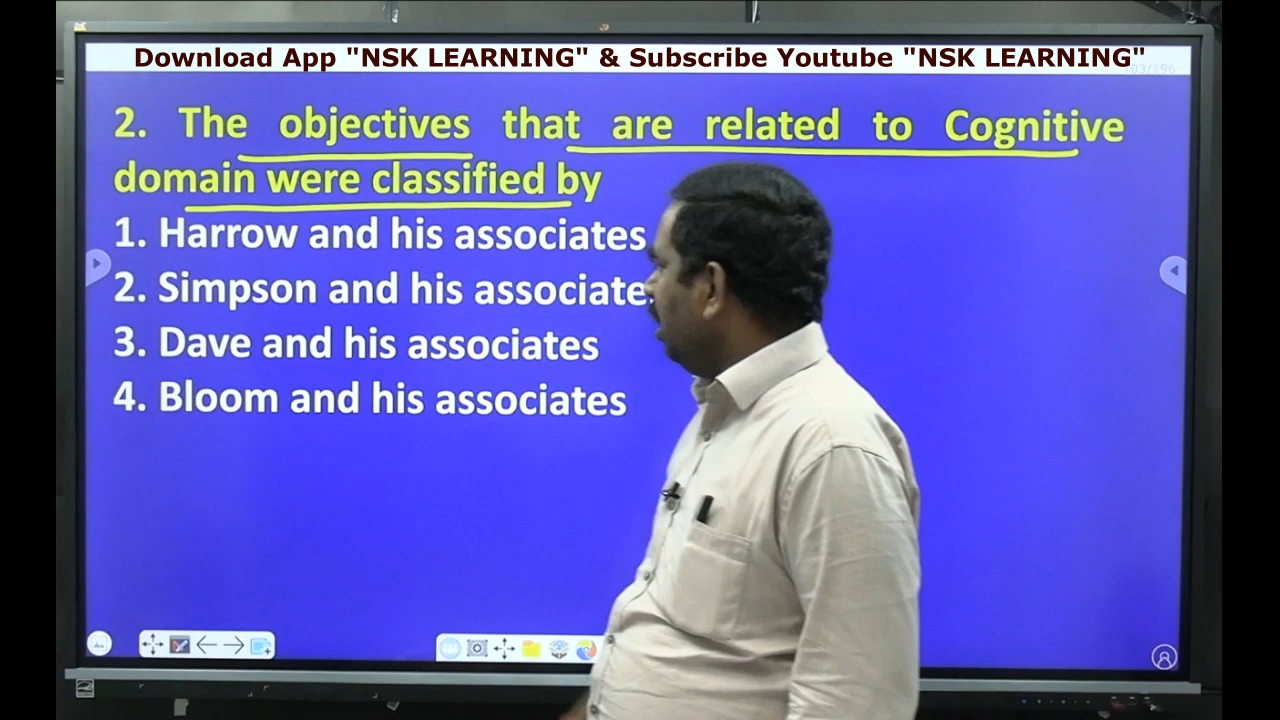 Download App "NSK LEARNING" & Subscribe Youtube "NSK LEARNING"
03/196
2. The objectives that are related to Cognitive
domain were classified by
1. Harrow and his associates
2. Simpson and his associate
3. Dave and his associates
4. Bloom and his associates